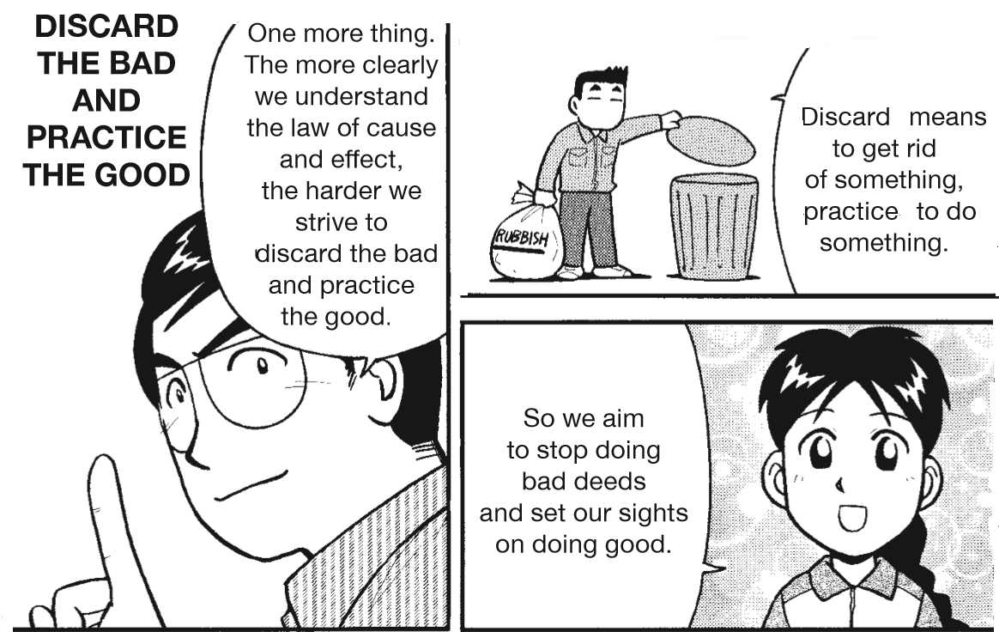 DISCARD
THE BAD
AND
PRACTICE
THE GOOD
One more thing.
The more clearly
we understand
the law of cause
and effect,
the harder we
strive to
discard the bad
and practice
the good.
RUBBISH
Discard means
to get rid
of something,
practice to do
something.
So we aim
to stop doing
bad deeds
and set our sights
on doing good.